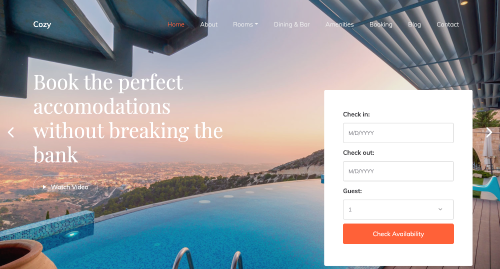 Cozy
Home About Rooms Dining & Bar Amenities Booking Blog Contact
Book the perfect
accomodations
without breaking the
bank
Watch Video
Check in:
M/D/YYYY
Check out:
M/D/YYYY
Guest:
1
Check Availability